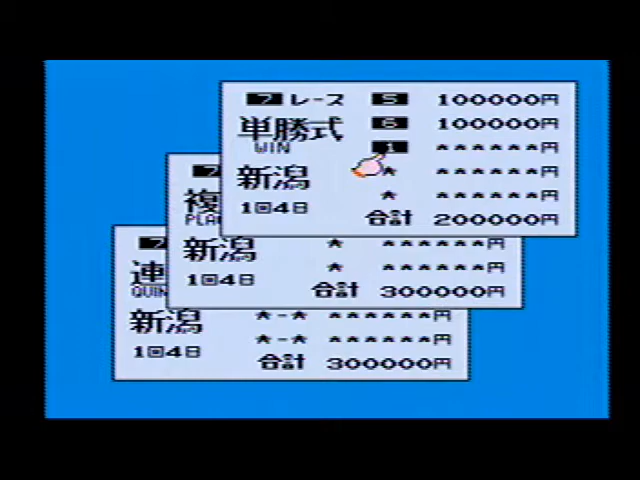 7 レース 5 100000円
単勝式 6 100000円
WIN 1 ******円
新潟 * ******円
* ******円
1回4日 合計 200000円
7
複
PLA
新潟 * ******円
* ******円
1回4日 合計 300000円
7
連
QUIN
新潟 *-* ******円
*-* ******円
1回4日 合計 300000円